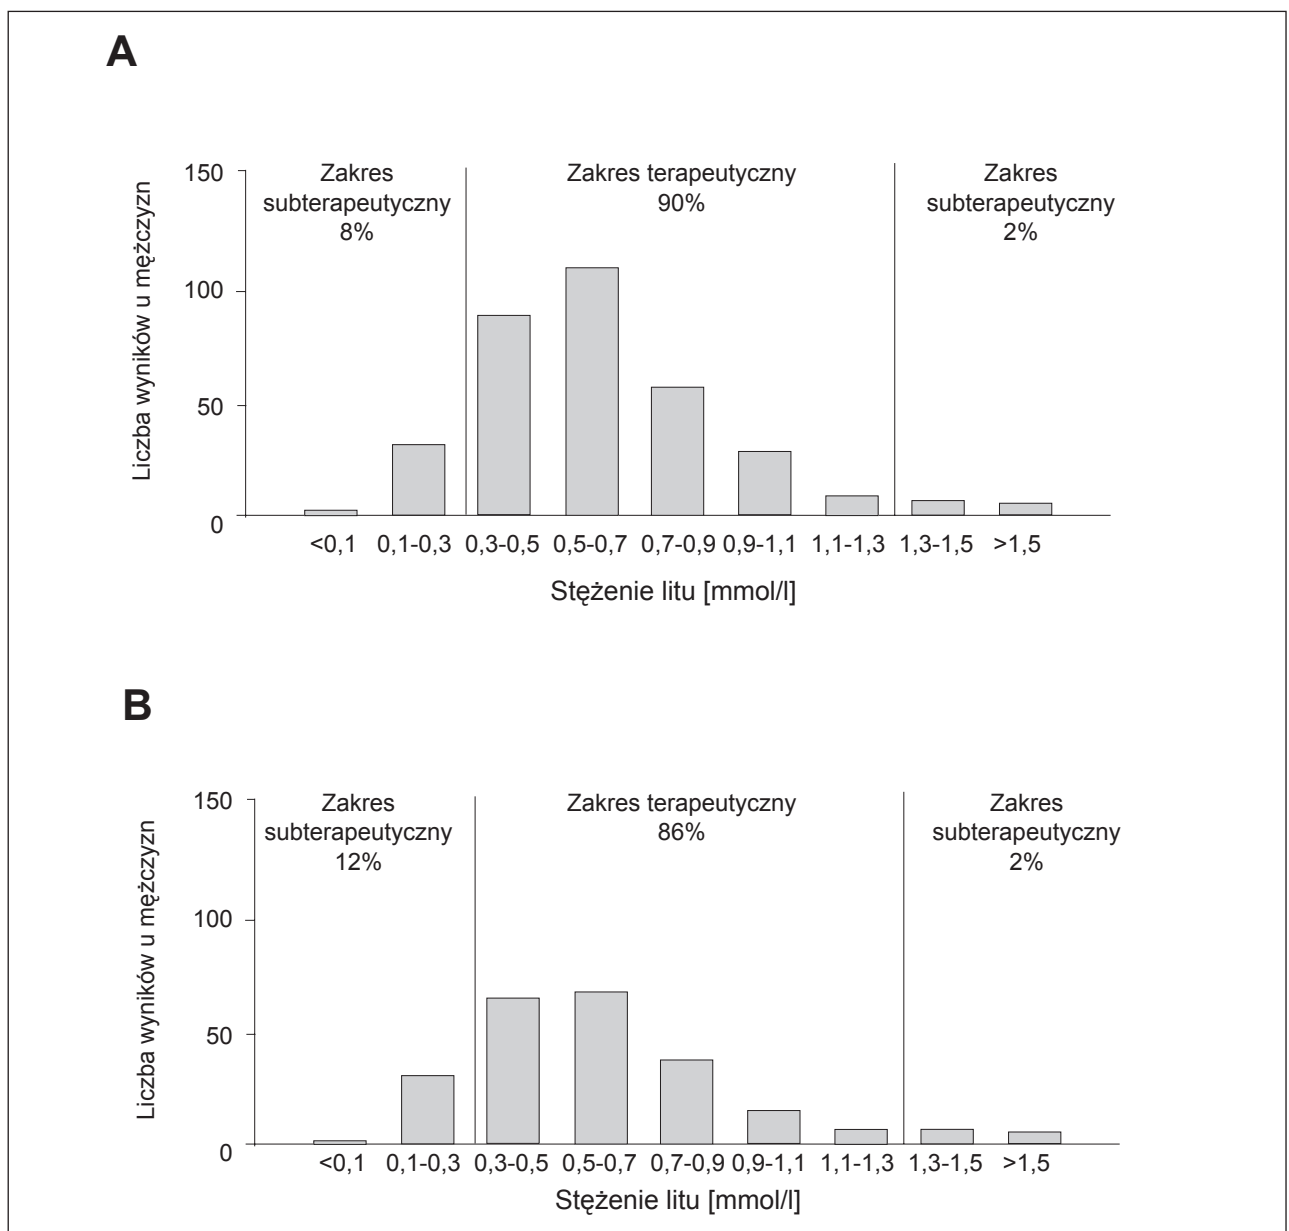 A
Liczba wyników u mężczyzn
150
100
50
0
Zakres
subterapeutyczny
8%
Zakres terapeutyczny
90%
Zakres
subterapeutyczny
2%
<0,1 0,1-0,3 0,3-0,5 0,5-0,7 0,7-0,9 0,9-1,1 1,1-1,3 1,3-1,5 >1,5
Stężenie litu [mmol/l]
B
Liczba wyników u mężczyzn
150
100
50
0
Zakres
subterapeutyczny
12%
Zakres terapeutyczny
86%
Zakres
subterapeutyczny
2%
<0,1 0,1-0,3 0,3-0,5 0,5-0,7 0,7-0,9 0,9-1,1 1,1-1,3 1,3-1,5 >1,5
Stężenie litu [mmol/l]